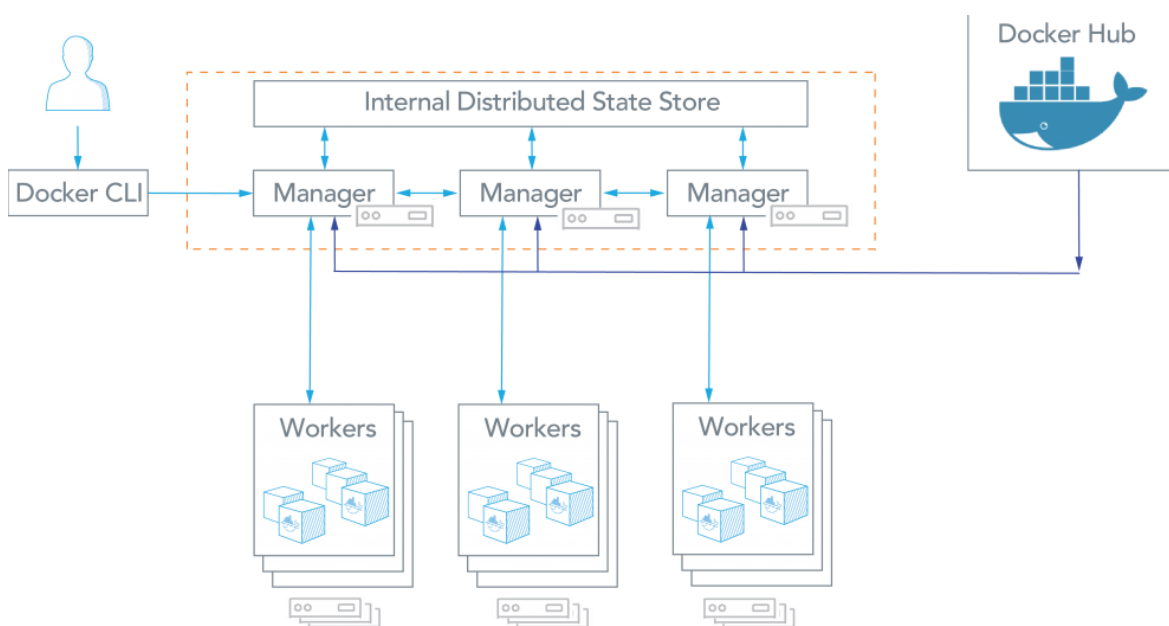 Docker Hub
Internal Distributed State Store
Docker CLI
Manager
Manager
Manager
Workers
Workers
Workers